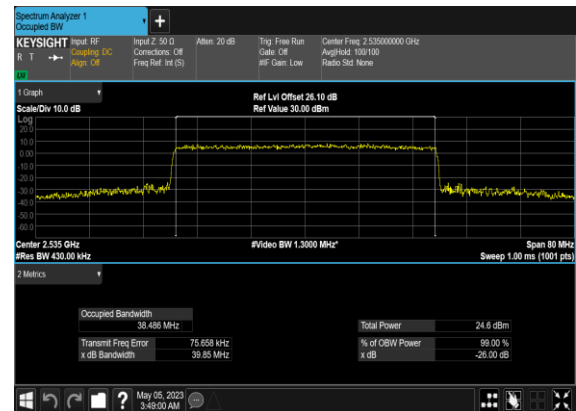 Spectrum Analyzer 1
Occupied BW
+
KEYSIGHT Input: RF Input Z: 50 Ω Atten: 20 dB Trig: Free Run Center Freq: 2.535000000 GHz
Coupling: DC Corrections: Off Gate: Off Avg|Hold: 100/100
R T Align: Off Freq Ref: Int (S) #IF Gain: Low Radio Std: None
LXI
1 Graph
Ref Lvl Offset 26.10 dB
Scale/Div 10.0 dB Ref Value 30.00 dBm
Log
20.0
10.0
0.00
-10.0
-20.0
-30.0
-40.0
-50.0
-60.0
Center 2.535 GHz #Video BW 1.3000 MHz* Span 80 MHz
#Res BW 430.00 kHz Sweep 1.00 ms (1001 pts)
2 Metrics
Occupied Bandwidth
38.486 MHz Total Power 24.6 dBm
Transmit Freq Error 75.658 kHz % of OBW Power 99.00 %
x dB Bandwidth 39.85 MHz x dB -26.00 dB
? May 05, 2023
3:49:00 AM